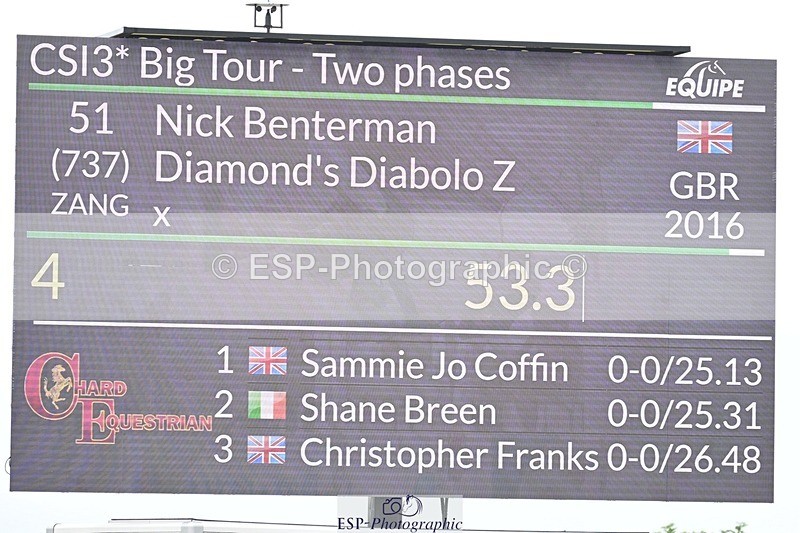 CSI3* Big Tour - Two phases
EQUIPE
51 Nick Benterman
(737) Diamond's Diabolo Z
GBR
ZANG x 2016
4 53.3
© ESP-Photographic ©
CHARD EQUESTRIAN
1 Sammie Jo Coffin 0-0/25.13
2 Shane Breen 0-0/25.31
3 Christopher Franks 0-0/26.48
ESP-Photographic